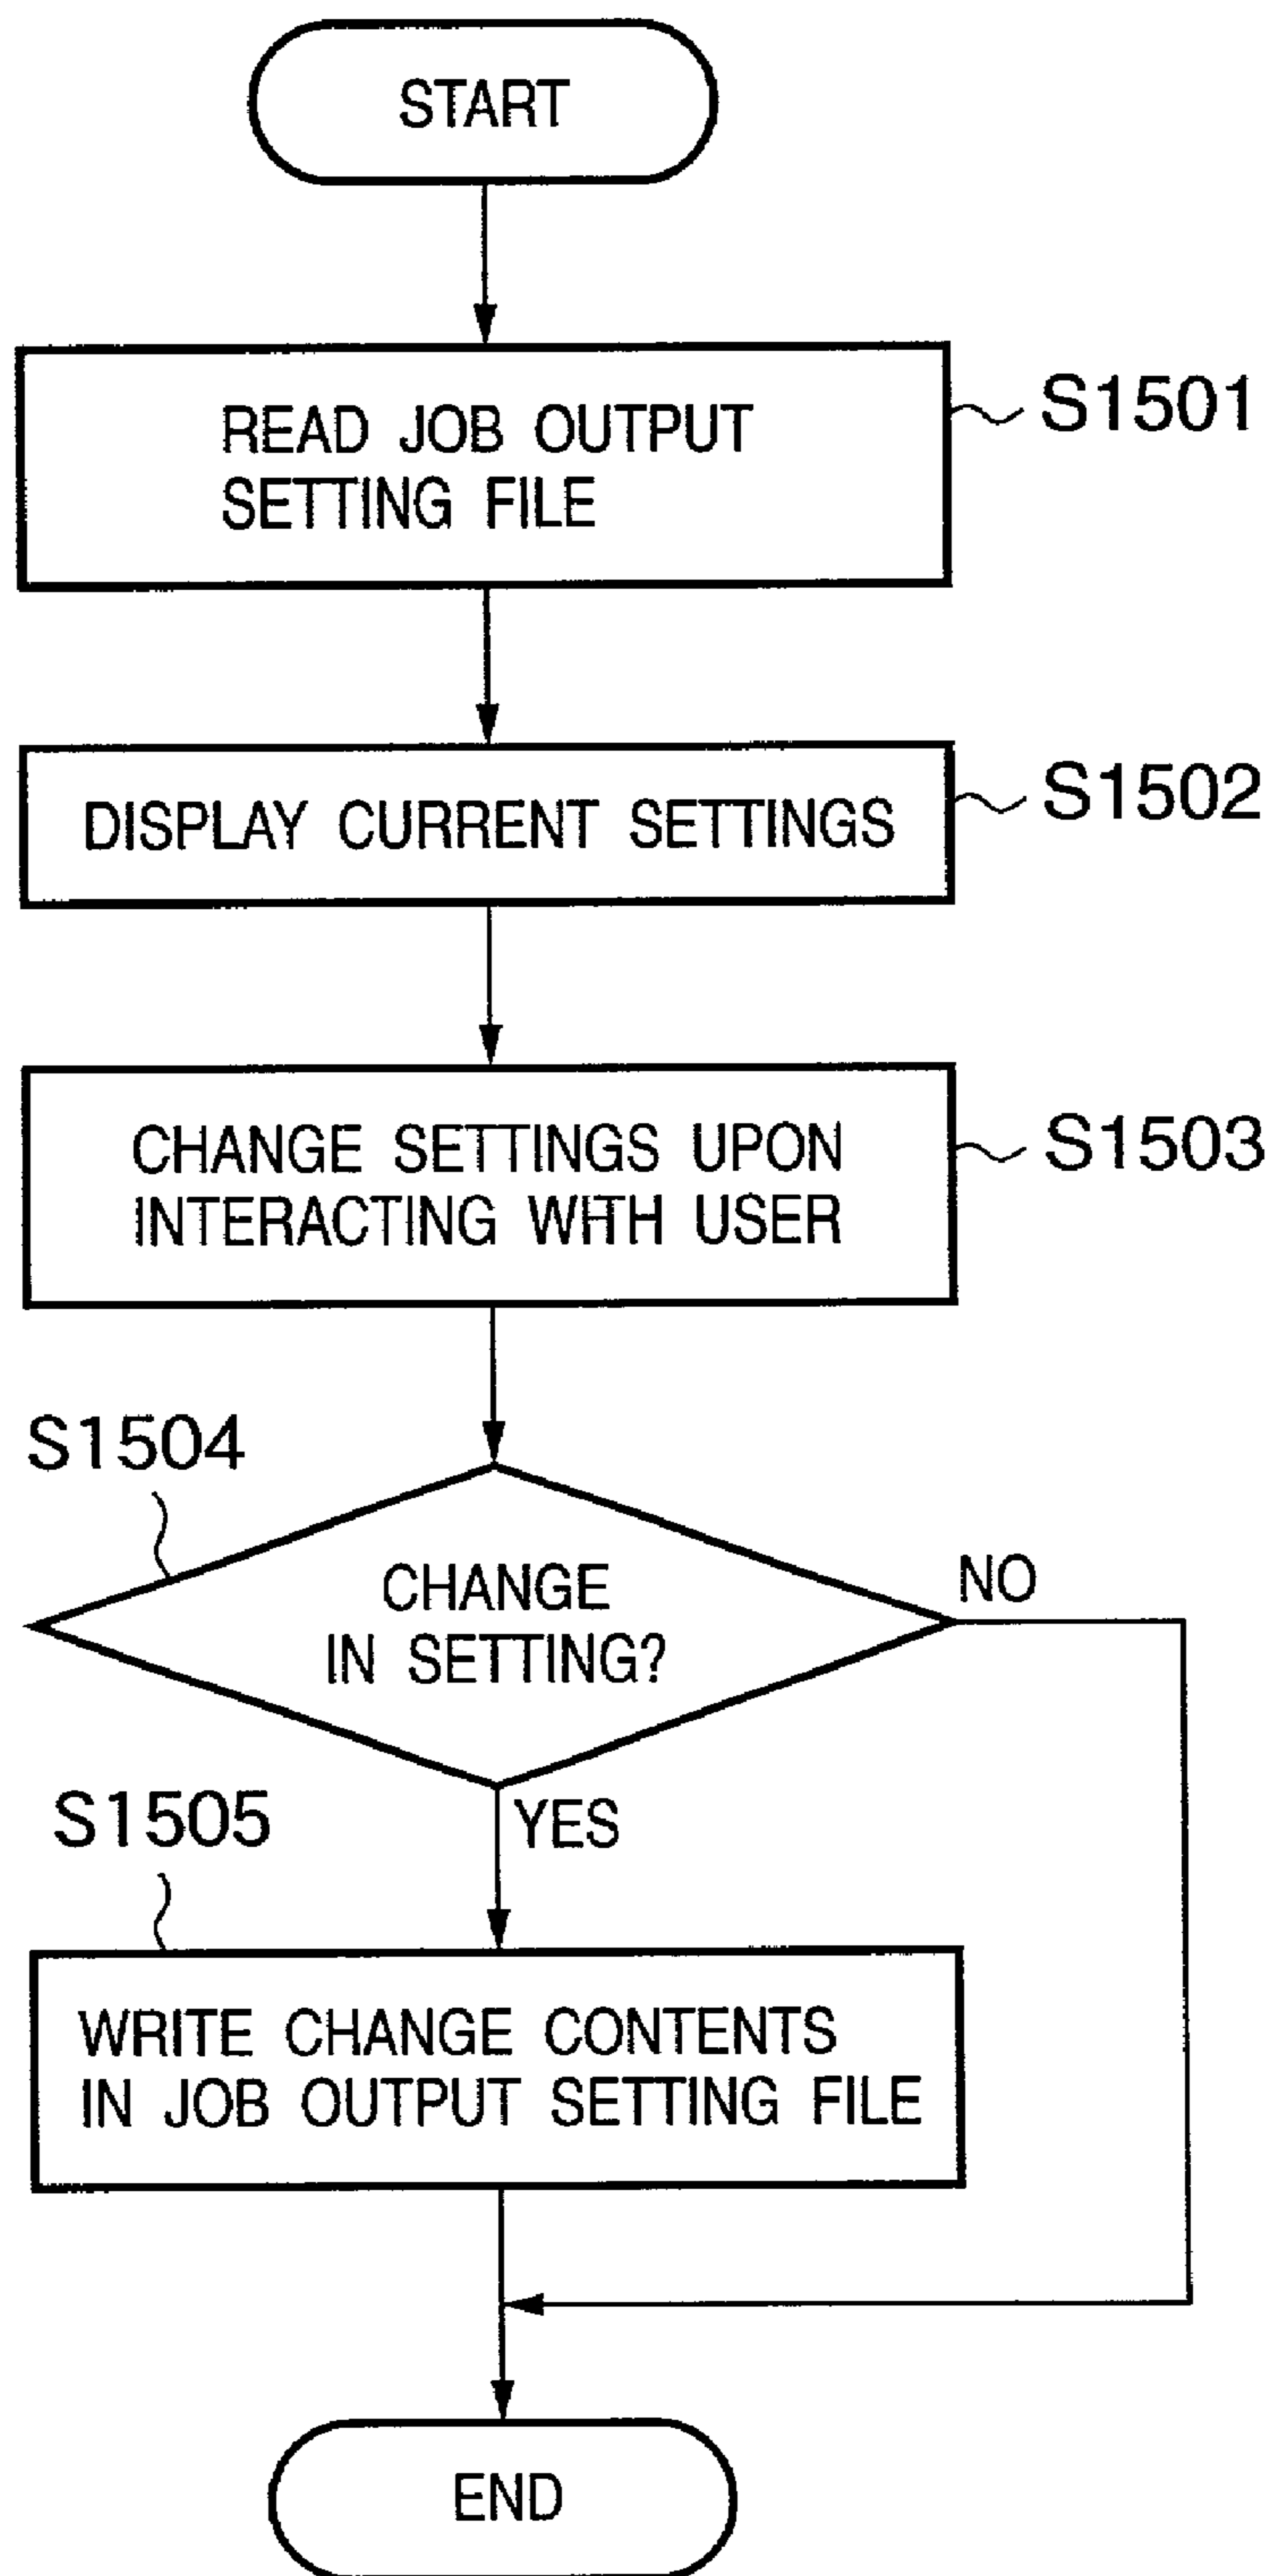 START
READ JOB OUTPUT
SETTING FILE
S1501
DISPLAY CURRENT SETTINGS
S1502
CHANGE SETTINGS UPON
INTERACTING WITH USER
S1503
S1504
CHANGE
IN SETTING?
NO
YES
S1505
WRITE CHANGE CONTENTS
IN JOB OUTPUT SETTING FILE
END